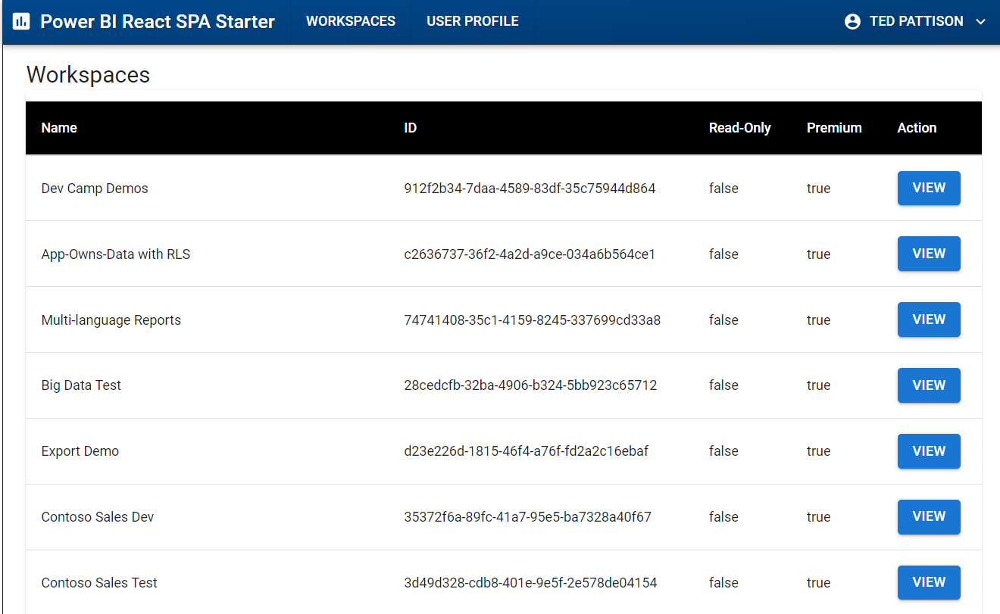 Power BI React SPA Starter WORKSPACES USER PROFILE TED PATTISON
Workspaces
Name ID Read-Only Premium Action
Dev Camp Demos 912f2b34-7daa-4589-83df-35c75944d864 false true VIEW
App-Owns-Data with RLS c2636737-36f2-4a2d-a9ce-034a6b564ce1 false true VIEW
Multi-language Reports 74741408-35c1-4159-8245-337699cd33a8 false true VIEW
Big Data Test 28cedcfb-32ba-4906-b324-5bb923c65712 false true VIEW
Export Demo d23e226d-1815-46f4-a76f-fd2a2c16ebaf false true VIEW
Contoso Sales Dev 35372f6a-89fc-41a7-95e5-ba7328a40f67 false true VIEW
Contoso Sales Test 3d49d328-cdb8-401e-9e5f-2e578de04154 false true VIEW